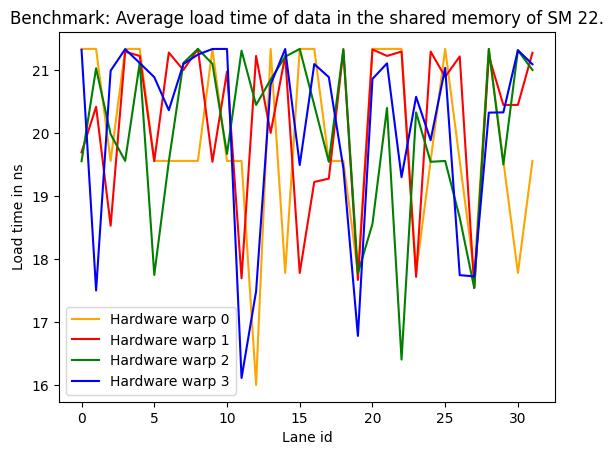 Benchmark: Average load time of data in the shared memory of SM 22.
Load time in ns
21
20
19
18
17
16
Hardware warp 0
Hardware warp 1
Hardware warp 2
Hardware warp 3
0 5 10 15 20 25 30
Lane id